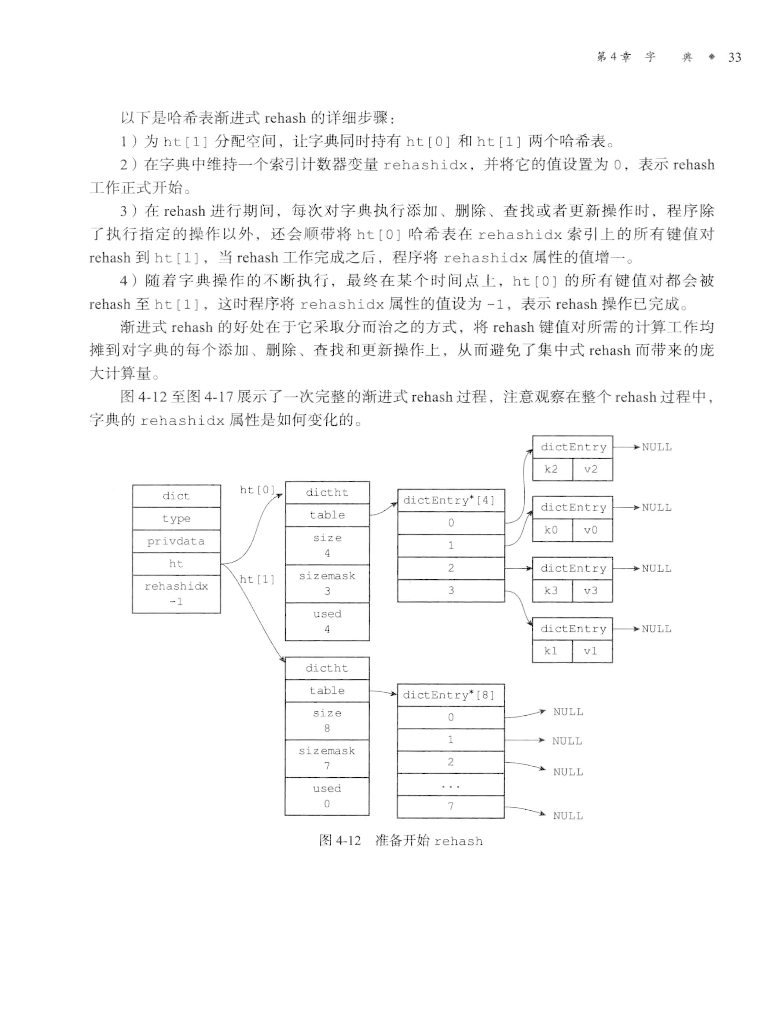 第4章 字 典 ◆ 33
以下是哈希表渐进式 rehash 的详细步骤：
1）为 ht[1] 分配空间，让字典同时持有 ht[0] 和 ht[1] 两个哈希表。
2）在字典中维持一个索引计数器变量 rehashidx，并将它的值设置为 0，表示 rehash
工作正式开始。
3）在 rehash 进行期间，每次对字典执行添加、删除、查找或者更新操作时，程序除
了执行指定的操作以外，还会顺带将 ht[0] 哈希表在 rehashidx 索引上的所有键值对
rehash 到 ht[1]，当 rehash 工作完成之后，程序将 rehashidx 属性的值增一。
4）随着字典操作的不断执行，最终在某个时间点上，ht[0] 的所有键值对都会被
rehash 至 ht[1]，这时程序将 rehashidx 属性的值设为 -1，表示 rehash 操作已完成。
渐进式 rehash 的好处在于它采取分而治之的方式，将 rehash 键值对所需的计算工作均
摊到对字典的每个添加、删除、查找和更新操作上，从而避免了集中式 rehash 而带来的庞
大计算量。
图 4-12 至图 4-17 展示了一次完整的渐进式 rehash 过程，注意观察在整个 rehash 过程中，
字典的 rehashidx 属性是如何变化的。
dict
type
privdata
ht
rehashidx
-1
ht[0]
ht[1]
dictht
table
size
4
sizemask
3
used
4
dictEntry*[4]
0
1
2
3
dictEntry
NULL
k2 v2
dictEntry
NULL
k0 v0
dictEntry
NULL
k3 v3
dictEntry
NULL
k1 v1
dictht
table
size
8
sizemask
7
used
0
dictEntry*[8]
0
1
2
...
7
NULL
NULL
NULL
NULL
图 4-12 准备开始 rehash